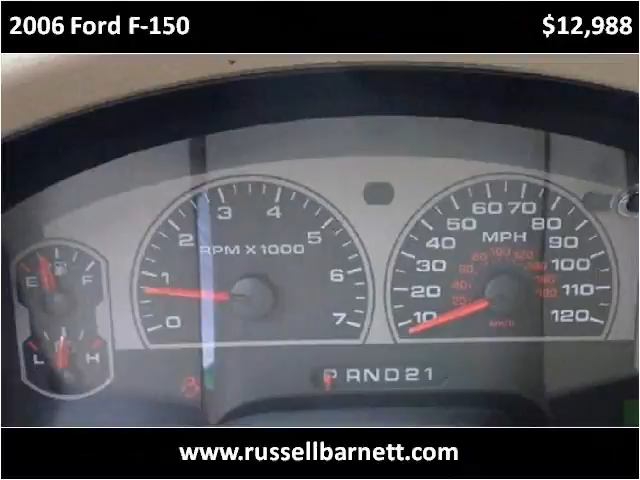 2006 Ford F-150 $12,988
0 1 2 3 4 5 6 7
RPM X 1000
10 20 30 40 50 60 70 80 90 100 110 120
MPH
km/h
E F
L H
P R N D 2 1
www.russellbarnett.com